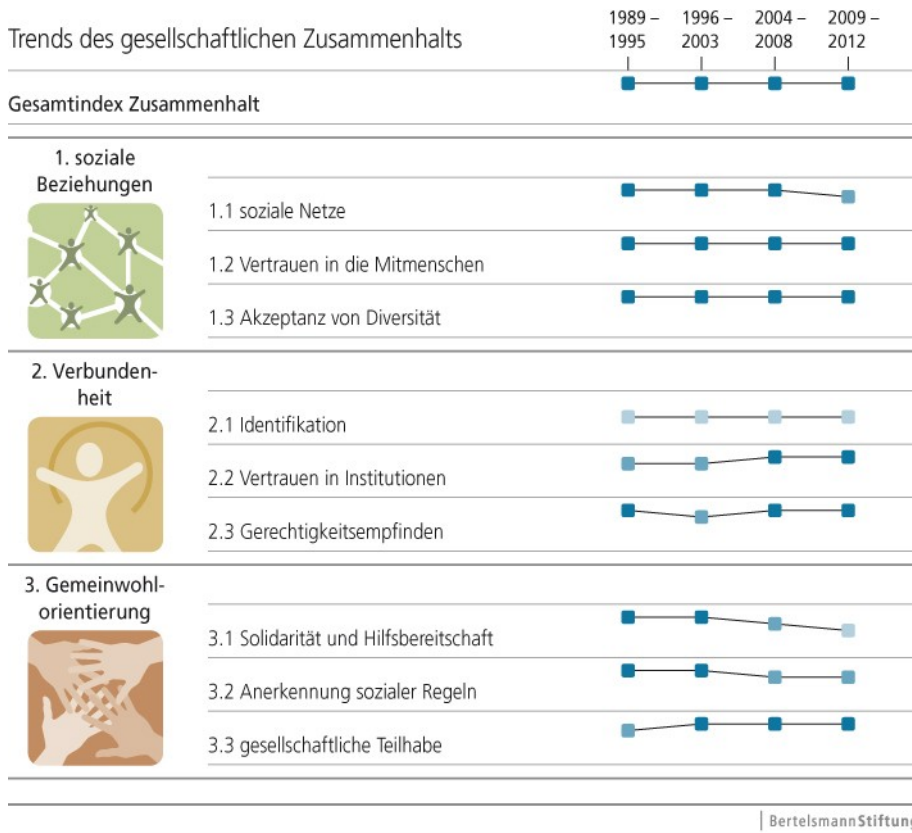 Trends des gesellschaftlichen Zusammenhalts
1989 – 1996 – 2004 – 2009 –
1995 2003 2008 2012
Gesamtindex Zusammenhalt
1. soziale
Beziehungen
1.1 soziale Netze
1.2 Vertrauen in die Mitmenschen
1.3 Akzeptanz von Diversität
2. Verbunden-
heit
2.1 Identifikation
2.2 Vertrauen in Institutionen
2.3 Gerechtigkeitsempfinden
3. Gemeinwohl-
orientierung
3.1 Solidarität und Hilfsbereitschaft
3.2 Anerkennung sozialer Regeln
3.3 gesellschaftliche Teilhabe
BertelsmannStiftung